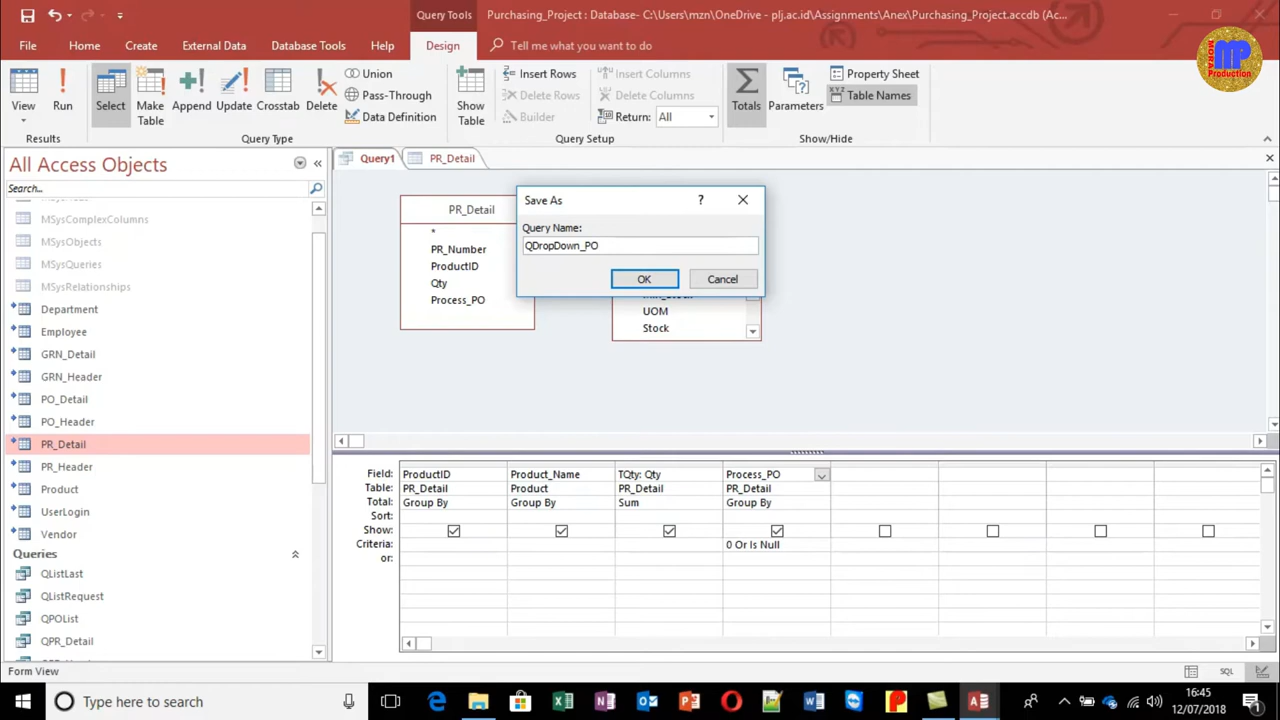 Query Tools
Purchasing_Project : Database- C:\Users\mzn\OneDrive - plj.ac.id\Assignments\Anex\Purchasing_Project.accdb (Ac...
File
Home
Create
External Data
Database Tools
Help
Design
Tell me what you want to do
MORA
MP
Production
View
Run
Select
Make
Table
Append
Update
Crosstab
Delete
Union
Pass-Through
Data Definition
Show
Table
Insert Rows
Delete Rows
Builder
Insert Columns
Delete Columns
Return: All
Totals
Parameters
Property Sheet
XYZ Table Names
Results
Query Type
Query Setup
Show/Hide
All Access Objects
Search...
MSysComplexColumns
MSysObjects
MSysQueries
MSysRelationships
Department
Employee
GRN_Detail
GRN_Header
PO_Detail
PO_Header
PR_Detail
PR_Header
Product
UserLogin
Vendor
Queries
QListLast
QListRequest
QPOList
QPR_Detail
Query1
PR_Detail
PR_Detail
*
PR_Number
ProductID
Qty
Process_PO
UOM
Stock
Save As
?
Query Name:
QDropDown_PO
OK
Cancel
Field: ProductID Product_Name TQty: Qty Process_PO
Table: PR_Detail Product PR_Detail PR_Detail
Total: Group By Group By Sum Group By
Sort:
Show:
Criteria: 0 Or Is Null
or:
Form View
SQL
Type here to search
16:45
12/07/2018